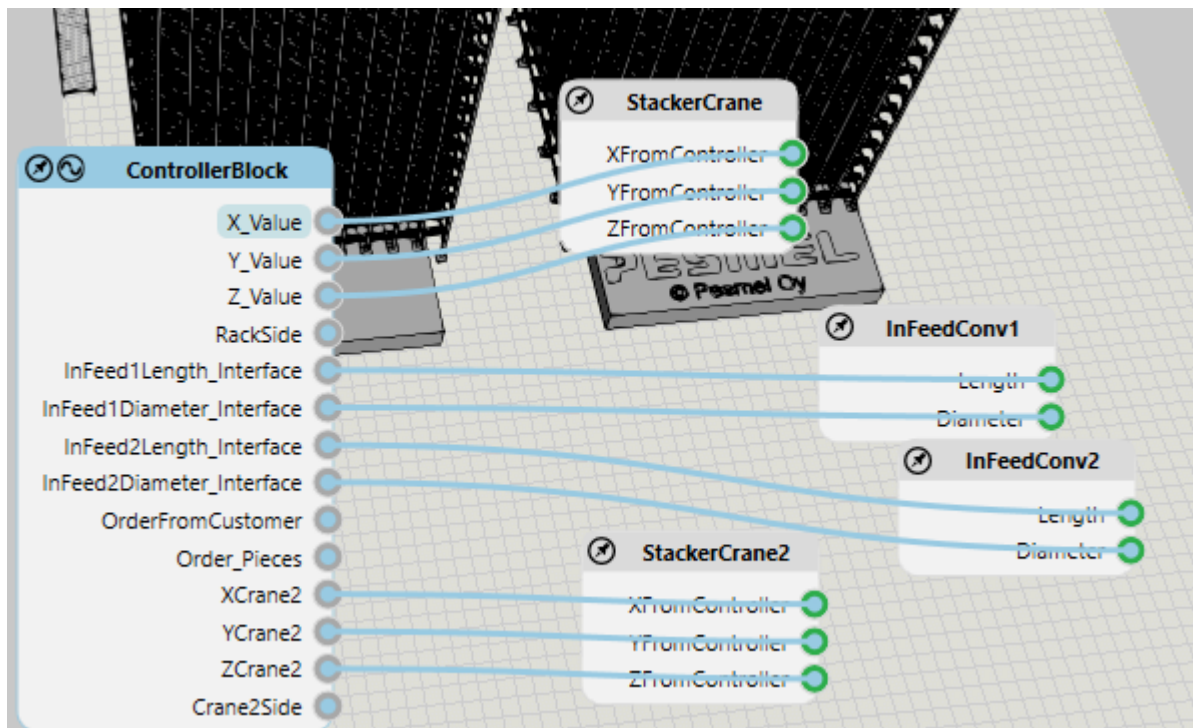 StackerCrane
XFromController
YFromController
ZFromController
ControllerBlock
X_Value
Y_Value
Z_Value
RackSide
InFeed1Length_Interface
InFeed1Diameter_Interface
InFeed2Length_Interface
InFeed2Diameter_Interface
OrderFromCustomer
Order_Pieces
XCrane2
YCrane2
ZCrane2
Crane2Side
PESMEL
© Pesmel Oy
InFeedConv1
Length
Diameter
InFeedConv2
Length
Diameter
StackerCrane2
XFromController
YFromController
ZFromController